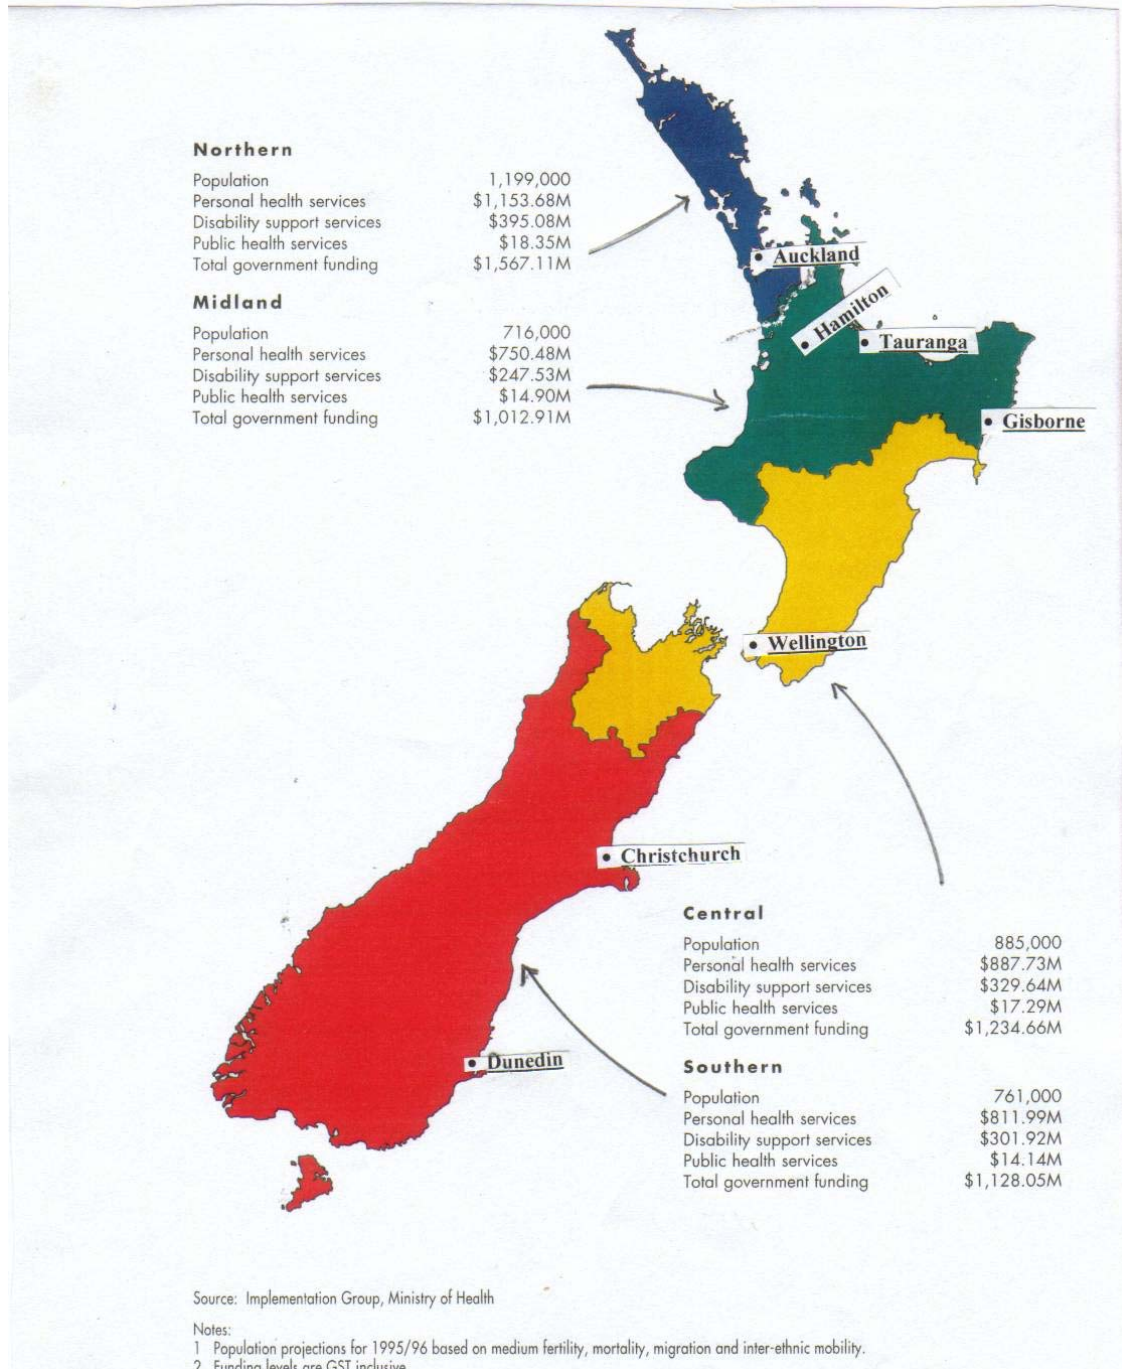 Northern
Population 1,199,000
Personal health services $1,153.68M
Disability support services $395.08M
Public health services $18.35M
Total government funding $1,567.11M
Midland
Population 716,000
Personal health services $750.48M
Disability support services $247.53M
Public health services $14.90M
Total government funding $1,012.91M
• Auckland
• Hamilton
• Tauranga
• Gisborne
• Wellington
• Christchurch
• Dunedin
Central
Population 885,000
Personal health services $887.73M
Disability support services $329.64M
Public health services $17.29M
Total government funding $1,234.66M
Southern
Population 761,000
Personal health services $811.99M
Disability support services $301.92M
Public health services $14.14M
Total government funding $1,128.05M
Source: Implementation Group, Ministry of Health
Notes:
1 Population projections for 1995/96 based on medium fertility, mortality, migration and inter-ethnic mobility.
2 Funding levels are GST inclusive